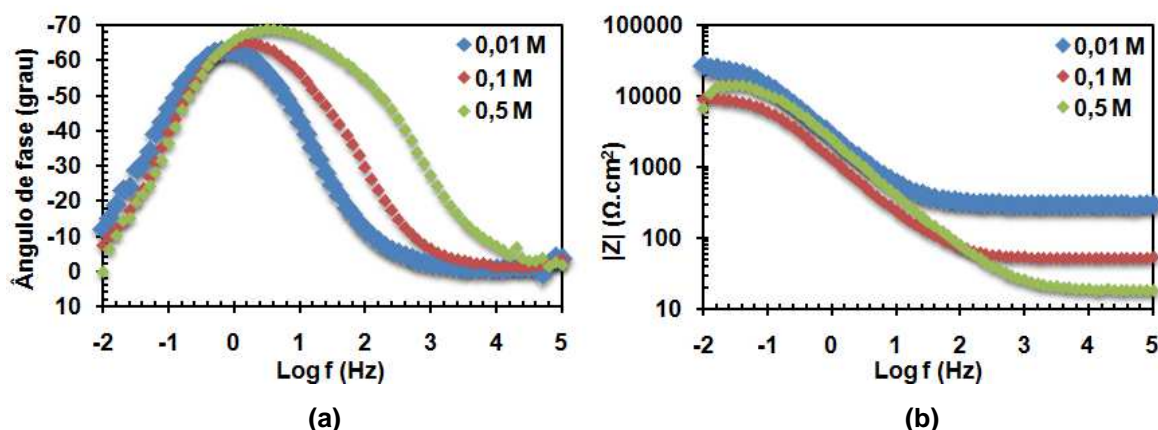 Ângulo de fase (grau)
-70
-60
-50
-40
-30
-20
-10
0
10
-2 -1 0 1 2 3 4 5
Log f (Hz)
0,01 M
0,1 M
0,5 M
(a)
|Z| (Ω.cm²)
100000
10000
1000
100
10
-2 -1 0 1 2 3 4 5
Log f (Hz)
0,01 M
0,1 M
0,5 M
(b)